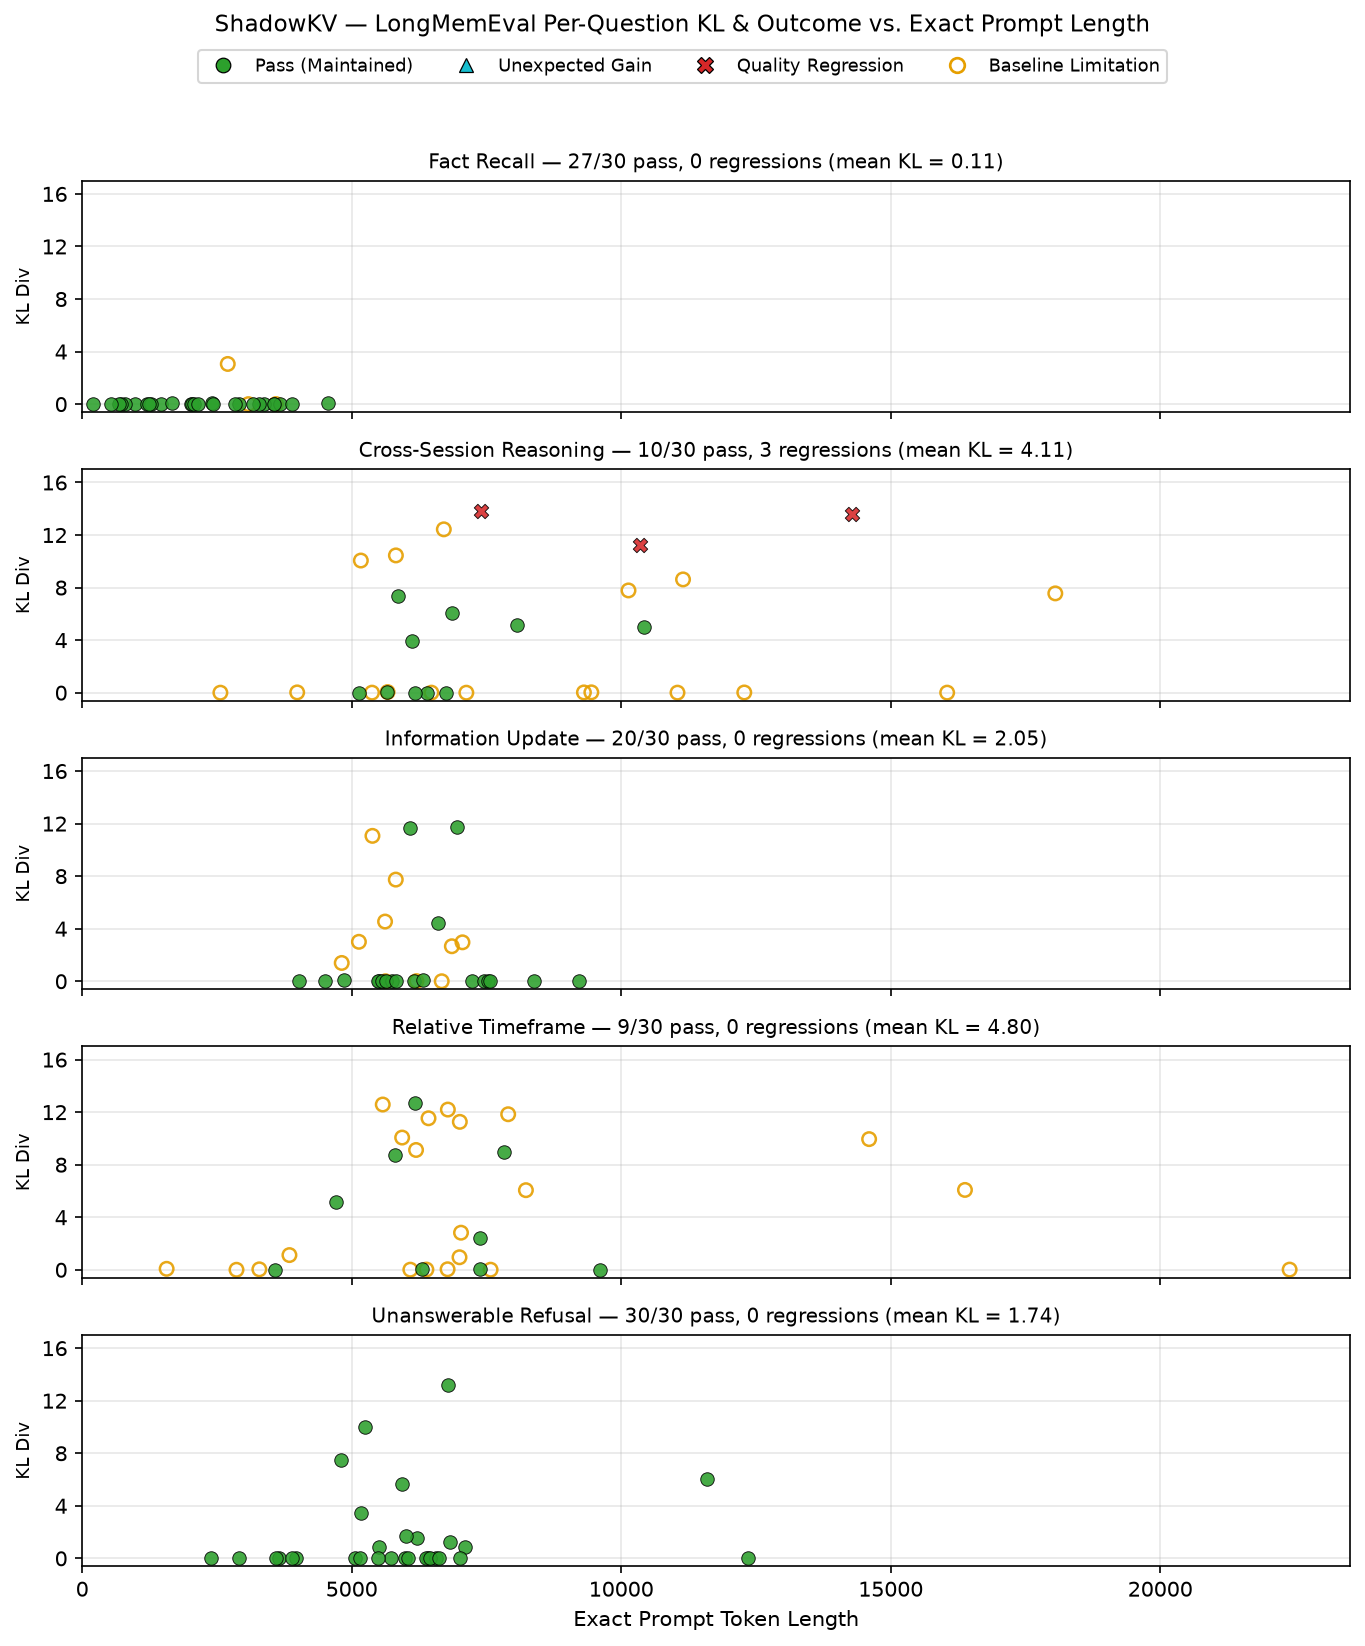 ShadowKV — LongMemEval Per-Question KL & Outcome vs. Exact Prompt Length
Pass (Maintained) Unexpected Gain Quality Regression Baseline Limitation
Fact Recall — 27/30 pass, 0 regressions (mean KL = 0.11)
16
12
8
4
0
KL Div
Cross-Session Reasoning — 10/30 pass, 3 regressions (mean KL = 4.11)
16
12
8
4
0
KL Div
Information Update — 20/30 pass, 0 regressions (mean KL = 2.05)
16
12
8
4
0
KL Div
Relative Timeframe — 9/30 pass, 0 regressions (mean KL = 4.80)
16
12
8
4
0
KL Div
Unanswerable Refusal — 30/30 pass, 0 regressions (mean KL = 1.74)
16
12
8
4
0
KL Div
0 5000 10000 15000 20000
Exact Prompt Token Length